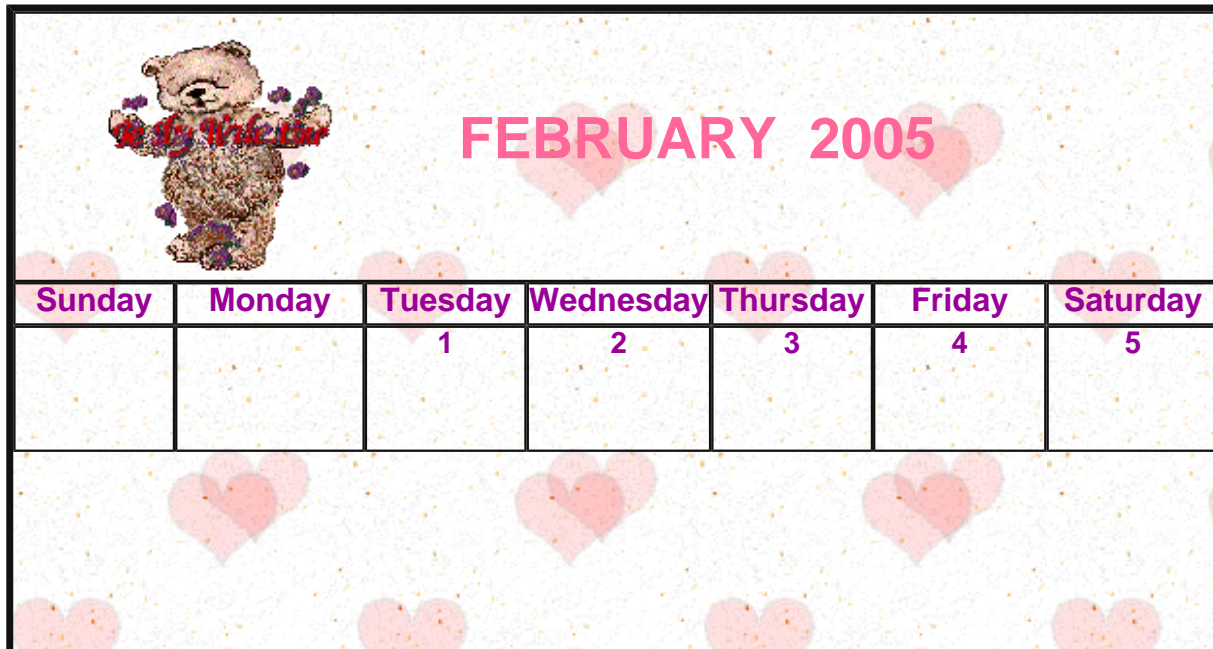 Be My Valentine
FEBRUARY 2005
Sunday Monday Tuesday Wednesday Thursday Friday Saturday
1 2 3 4 5